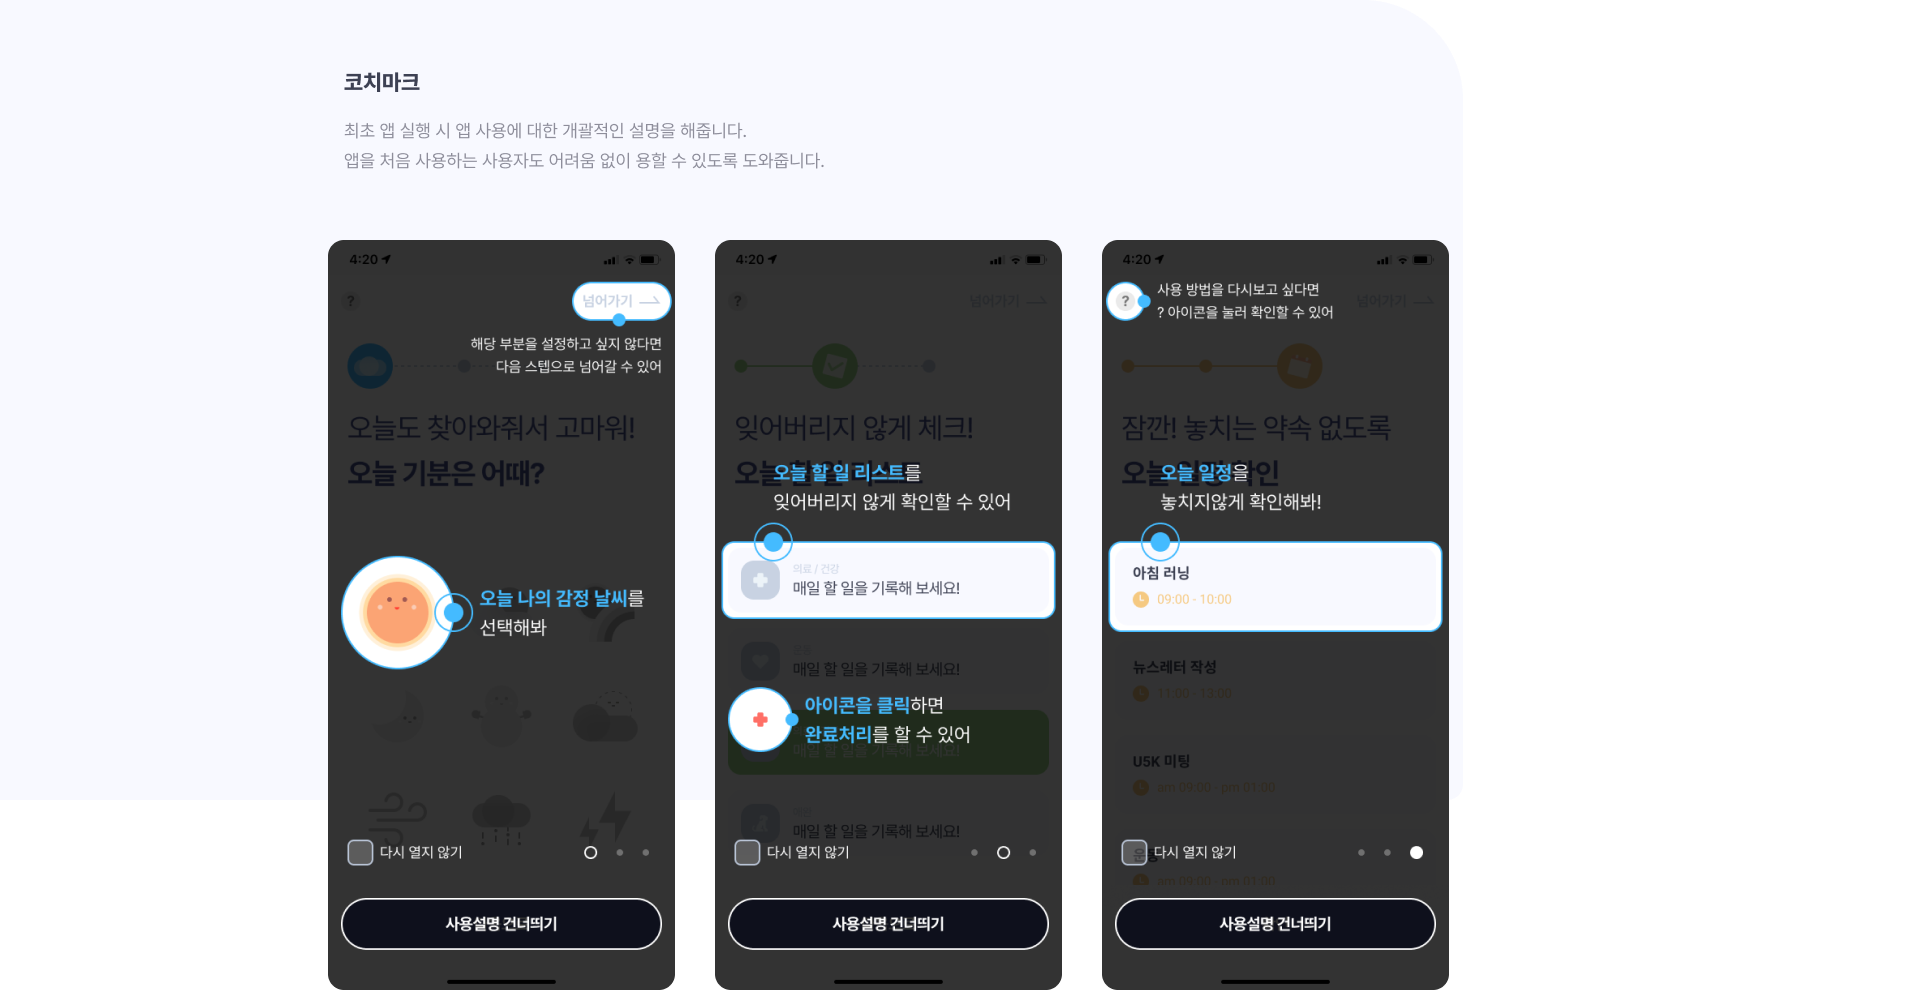 코치마크
최초 앱 실행 시 앱 사용에 대한 개괄적인 설명을 해줍니다.
앱을 처음 사용하는 사용자도 어려움 없이 용할 수 있도록 도와줍니다.
4:20
?
넘어가기
해당 부분을 설정하고 싶지 않다면
다음 스텝으로 넘어갈 수 있어
오늘도 찾아와줘서 고마워!
오늘 기분은 어때?
오늘 나의 감정 날씨를
선택해봐
다시 열지 않기
사용설명 건너띄기
4:20
?
넘어가기
잊어버리지 않게 체크!
오늘 할 일 리스트를
잊어버리지 않게 확인할 수 있어
의료 / 건강
매일 할 일을 기록해 보세요!
매일 할 일을 기록해 보세요!
아이콘을 클릭하면
완료처리를 할 수 있어
매일 할 일을 기록해 보세요!
매일 할 일을 기록해 보세요!
다시 열지 않기
사용설명 건너띄기
4:20
?
사용 방법을 다시보고 싶다면
? 아이콘을 눌러 확인할 수 있어
넘어가기
잠깐! 놓치는 약속 없도록
오늘 일정을
놓치지않게 확인해봐!
아침 러닝
09:00 - 10:00
뉴스레터 작성
11:00 - 13:00
U5K 미팅
am 09:00 - pm 01:00
am 09:00 - pm 01:00
다시 열지 않기
사용설명 건너띄기